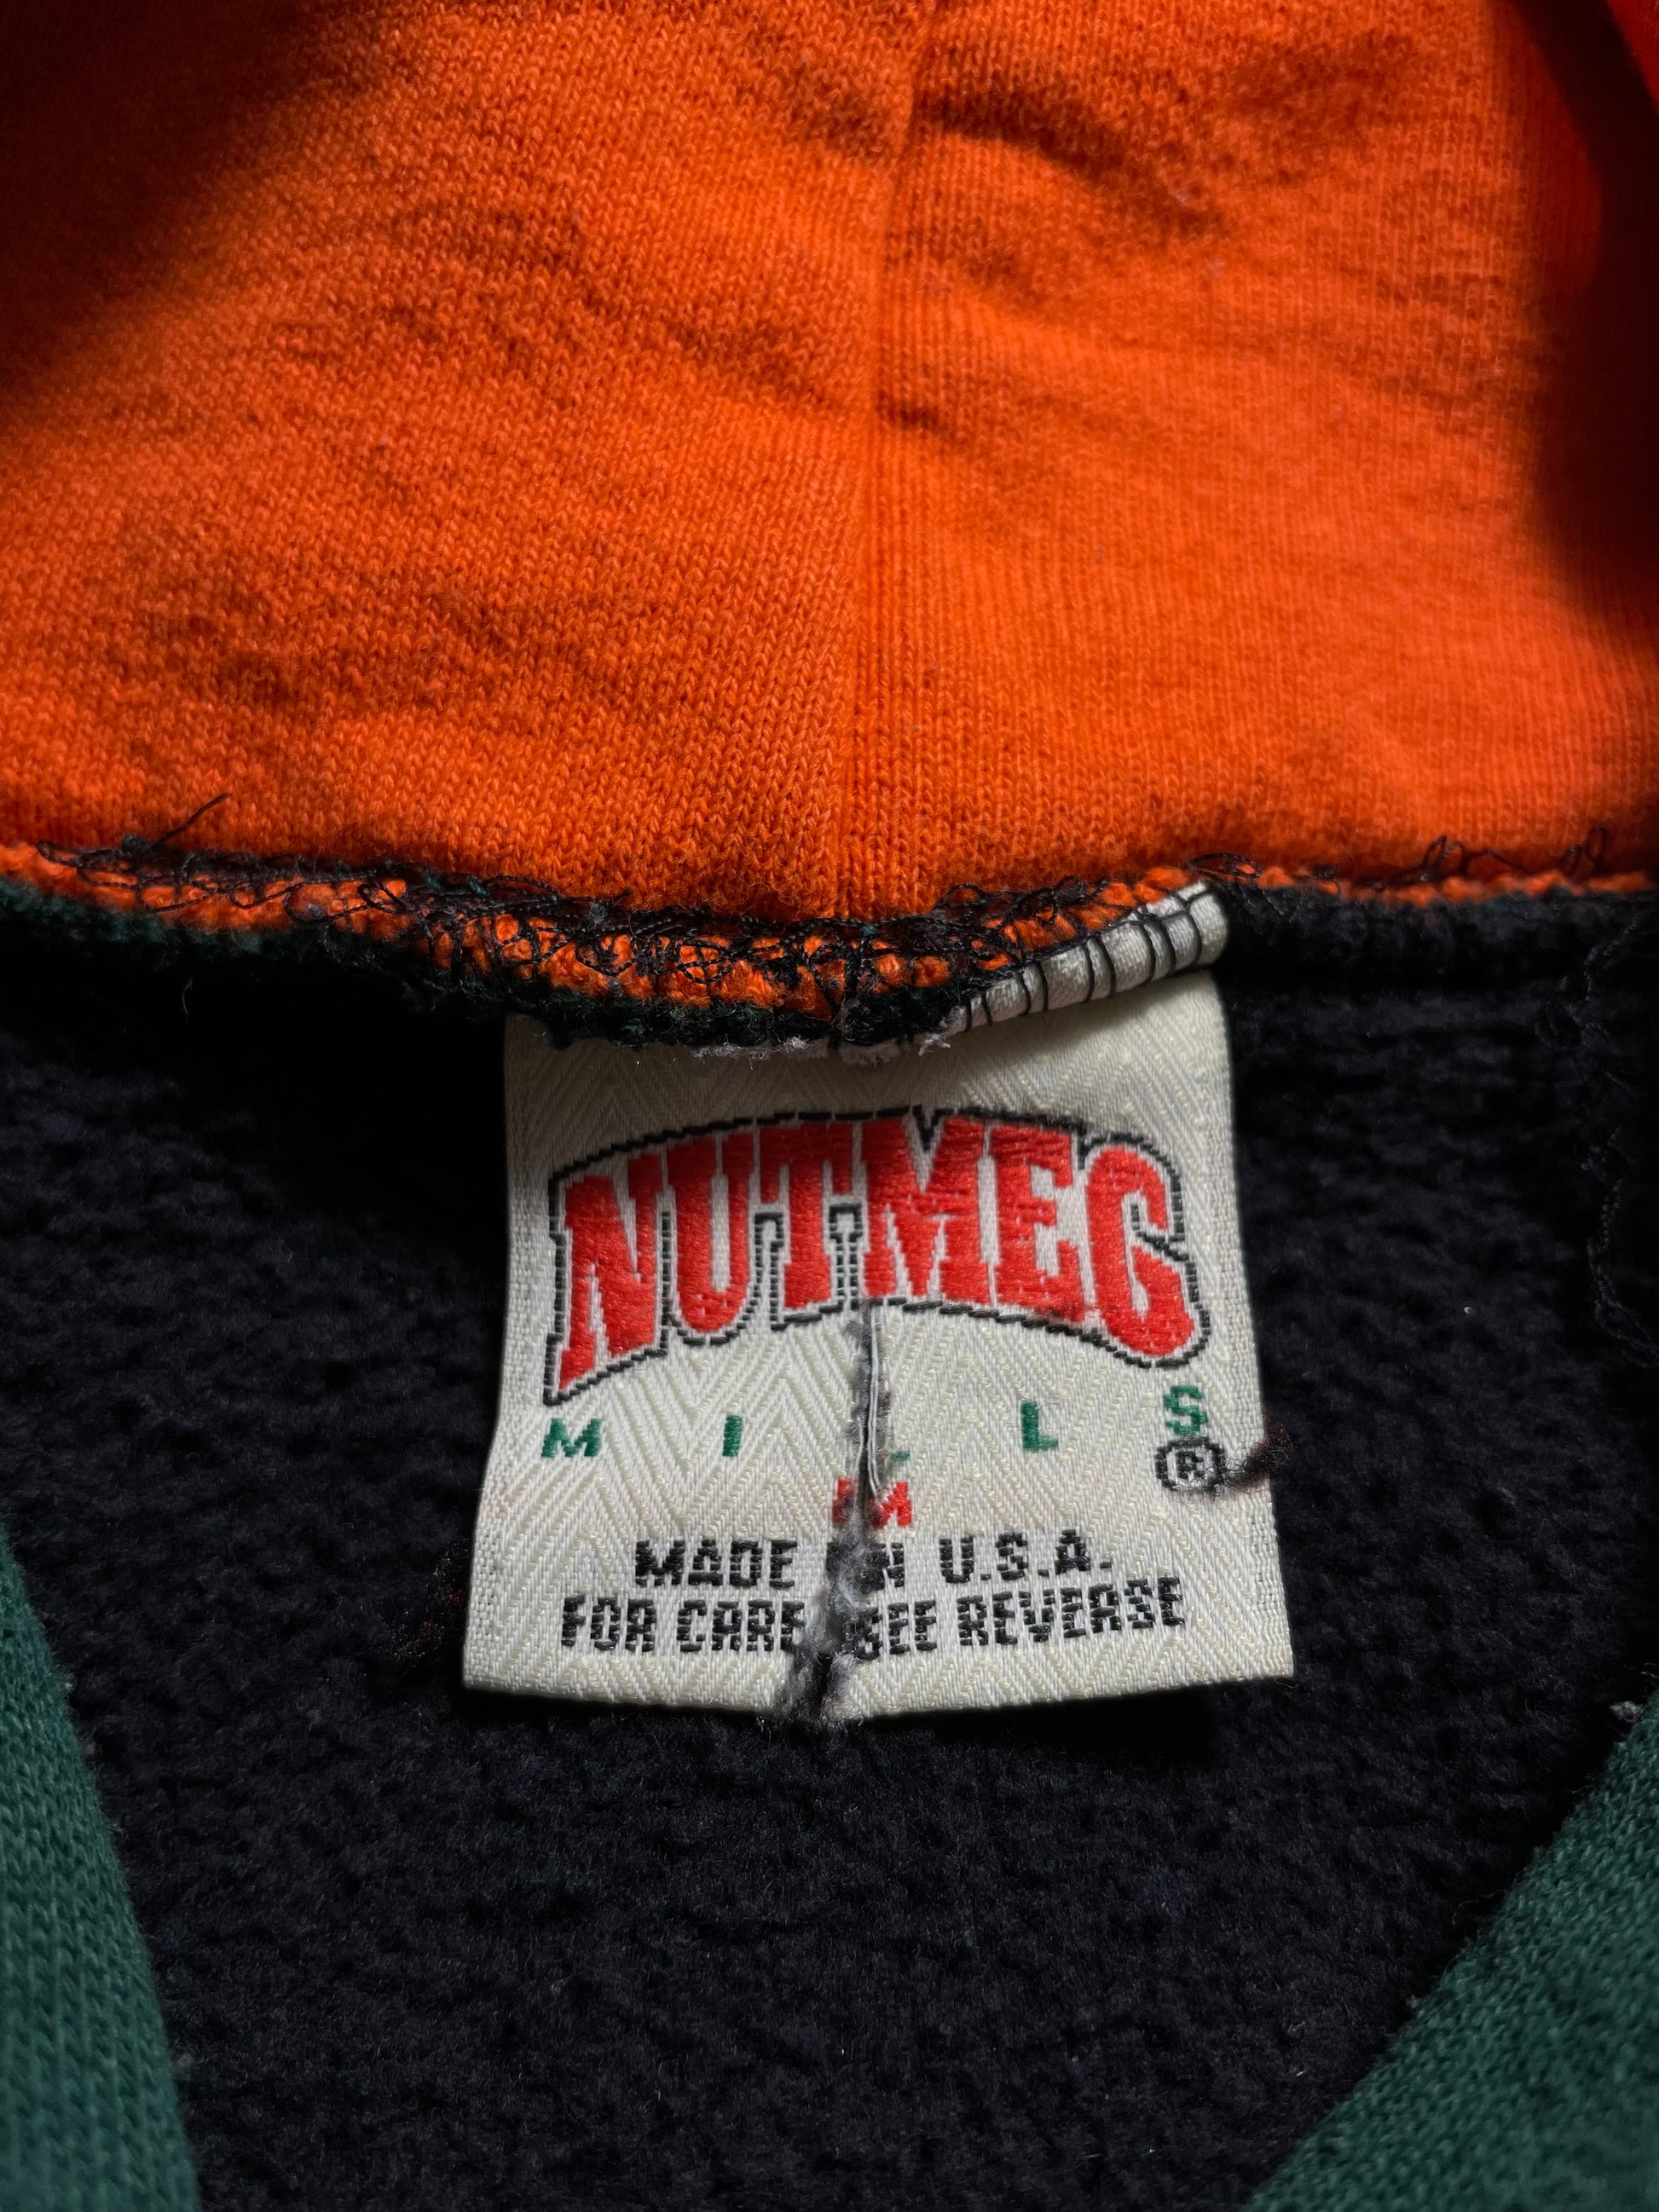 NUTMEG
MILLS
®
M
MADE IN U.S.A.
FOR CARE SEE REVERSE